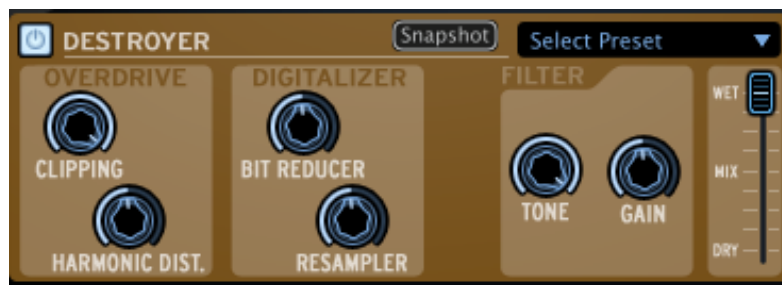 DESTROYER
Snapshot
Select Preset
OVERDRIVE
CLIPPING
HARMONIC DIST.
DIGITALIZER
BIT REDUCER
RESAMPLER
FILTER
TONE
GAIN
WET
MIX
DRY